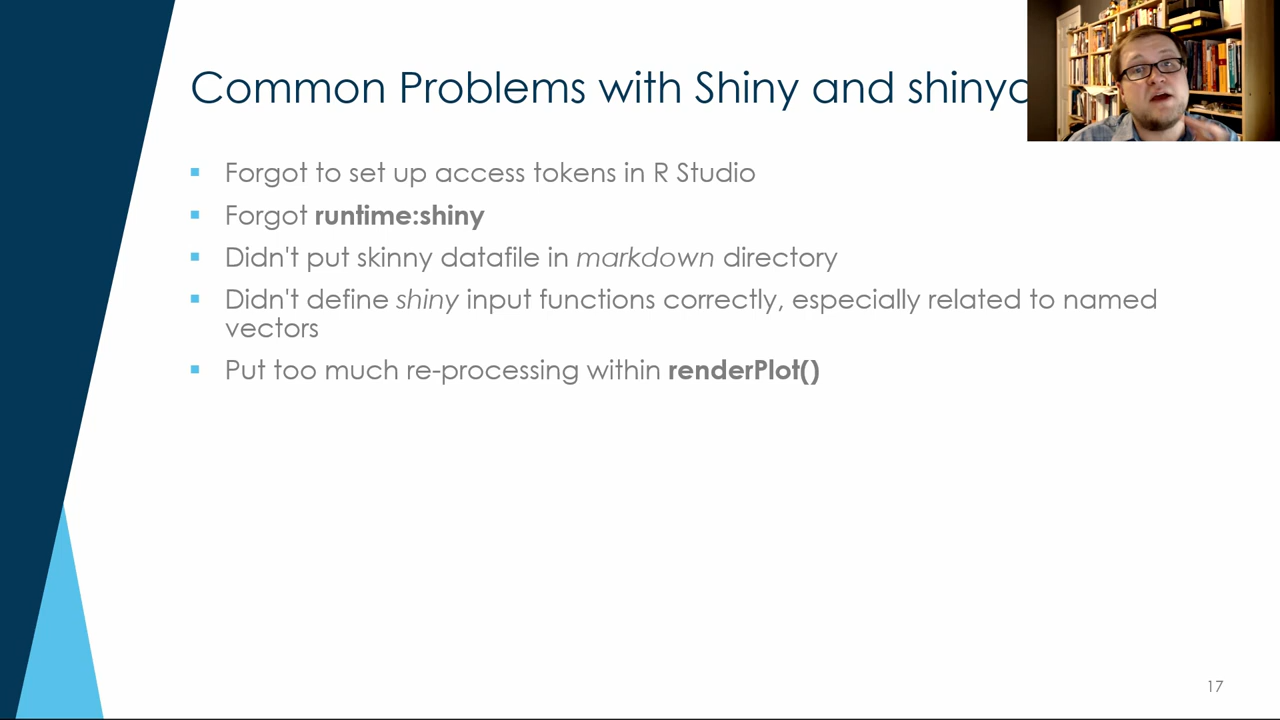 Common Problems with Shiny and
Forgot to set up access tokens in R Studio
Forgot runtime:shiny
Didn't put skinny datafile in markdown directory
Didn't define shiny input functions correctly, especially related to named
vectors
Put too much re-processing within renderPlot()
17